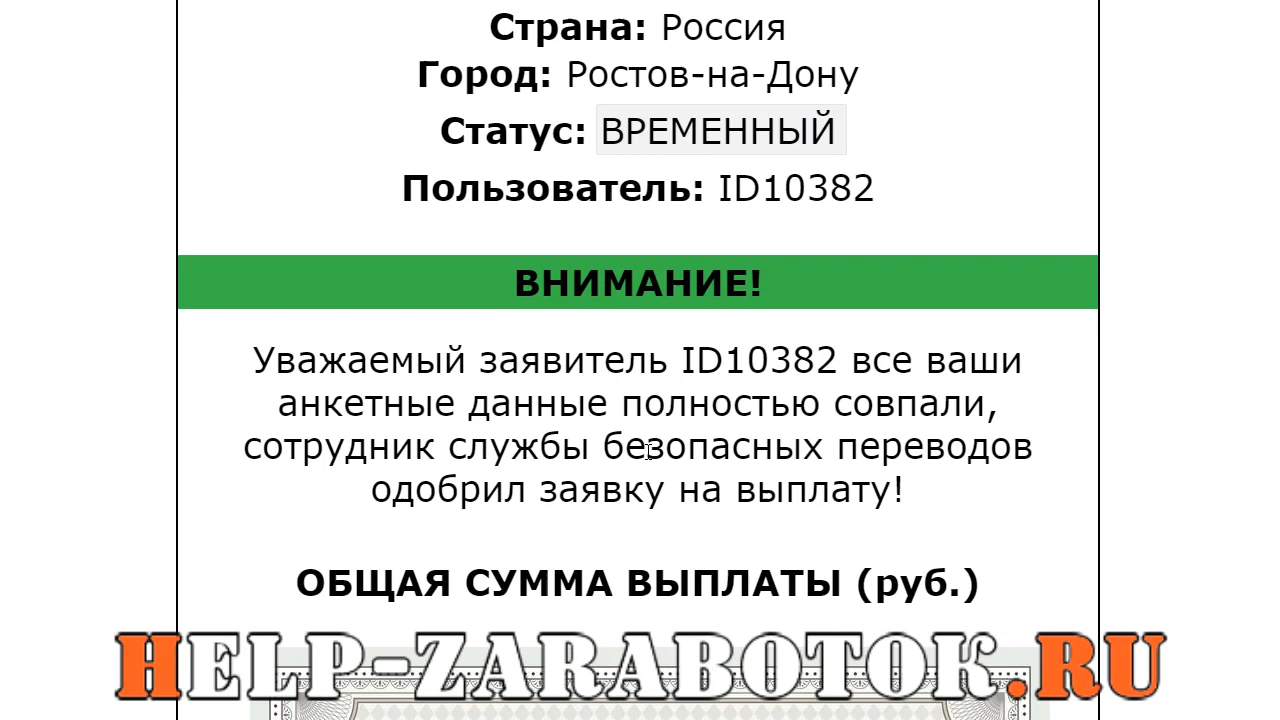 Страна: Россия
Город: Ростов-на-Дону
Статус: ВРЕМЕННЫЙ
Пользователь: ID10382
ВНИМАНИЕ!
Уважаемый заявитель ID10382 все ваши
анкетные данные полностью совпали,
сотрудник службы безопасных переводов
одобрил заявку на выплату!
ОБЩАЯ СУММА ВЫПЛАТЫ (руб.)
HELP-ZARABOTOK.RU